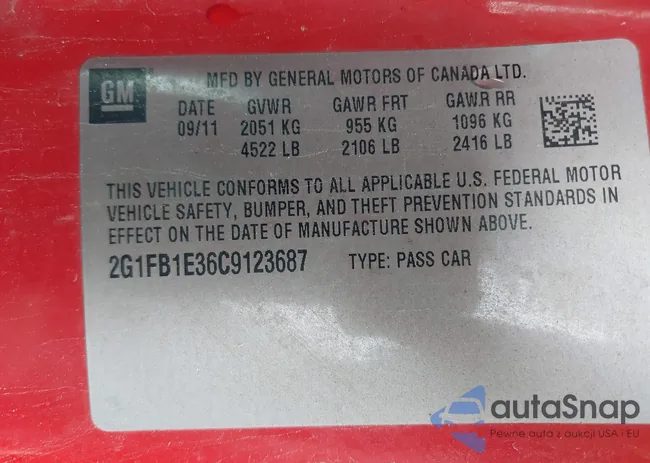 GM
MFD BY GENERAL MOTORS OF CANADA LTD.
DATE GVWR GAWR FRT GAWR RR
09/11 2051 KG 955 KG 1096 KG
4522 LB 2106 LB 2416 LB
THIS VEHICLE CONFORMS TO ALL APPLICABLE U.S. FEDERAL MOTOR
VEHICLE SAFETY, BUMPER, AND THEFT PREVENTION STANDARDS IN
EFFECT ON THE DATE OF MANUFACTURE SHOWN ABOVE.
2G1FB1E36C9123687 TYPE: PASS CAR
autaSnap
Pewne auta z aukcji USA i EU